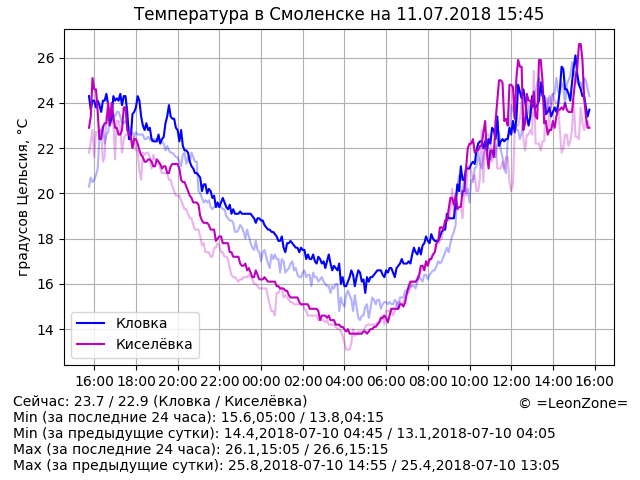 Температура в Смоленске на 11.07.2018 15:45
градусов Цельсия, °C
26
24
22
20
18
16
14
Кловка
Киселёвка
16:00 18:00 20:00 22:00 00:00 02:00 04:00 06:00 08:00 10:00 12:00 14:00 16:00
Сейчас: 23.7 / 22.9 (Кловка / Киселёвка)
© =LeonZone=
Min (за последние 24 часа): 15.6,05:00 / 13.8,04:15
Min (за предыдущие сутки): 14.4,2018-07-10 04:45 / 13.1,2018-07-10 04:05
Max (за последние 24 часа): 26.1,15:05 / 26.6,15:15
Max (за предыдущие сутки): 25.8,2018-07-10 14:55 / 25.4,2018-07-10 13:05